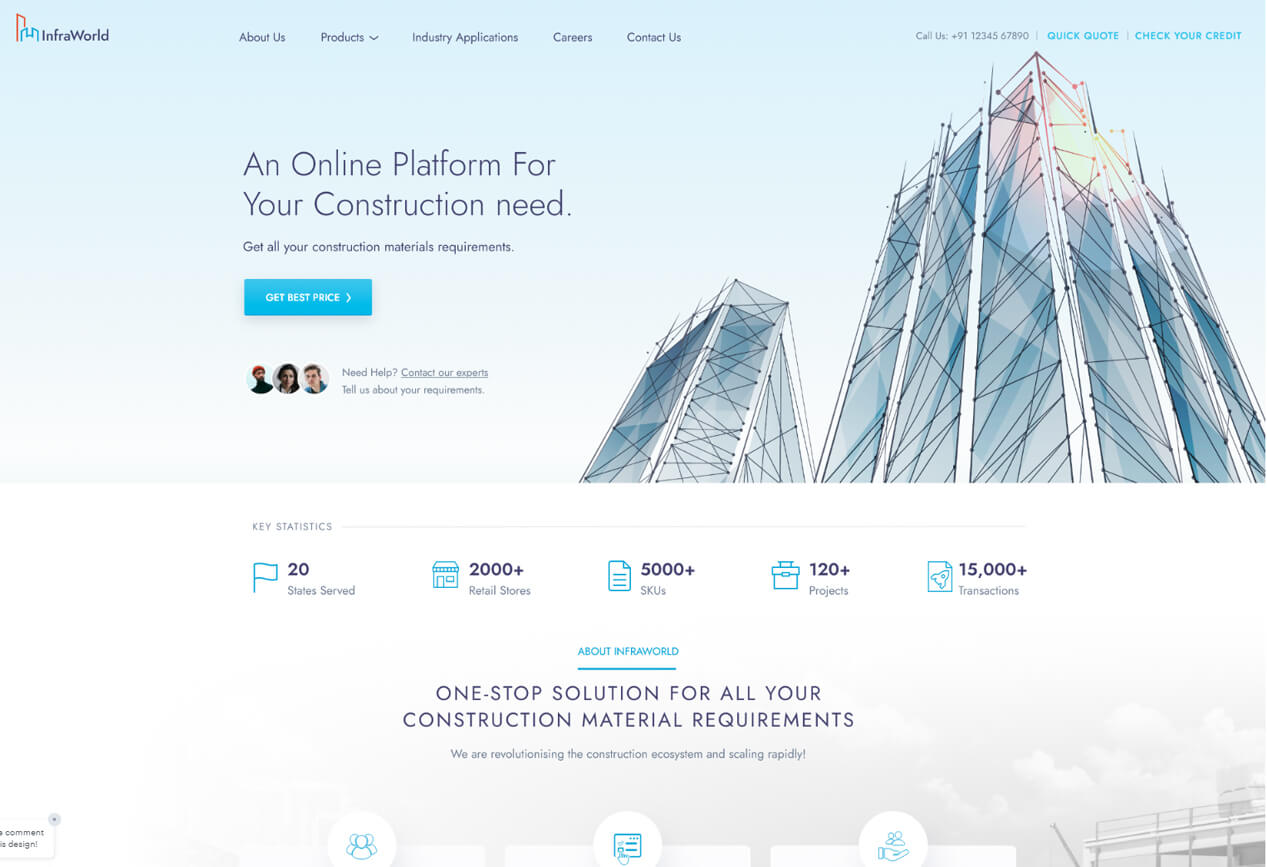 InfraWorld
About Us
Products
Industry Applications
Careers
Contact Us
Call Us: +91 12345 67890
QUICK QUOTE
CHECK YOUR CREDIT
An Online Platform For
Your Construction need.
Get all your construction materials requirements.
GET BEST PRICE
Need Help? Contact our experts
Tell us about your requirements.
KEY STATISTICS
20
States Served
2000+
Retail Stores
5000+
SKUs
120+
Projects
15,000+
Transactions
ABOUT INFRAWORLD
ONE-STOP SOLUTION FOR ALL YOUR
CONSTRUCTION MATERIAL REQUIREMENTS
We are revolutionising the construction ecosystem and scaling rapidly!
comment
design!